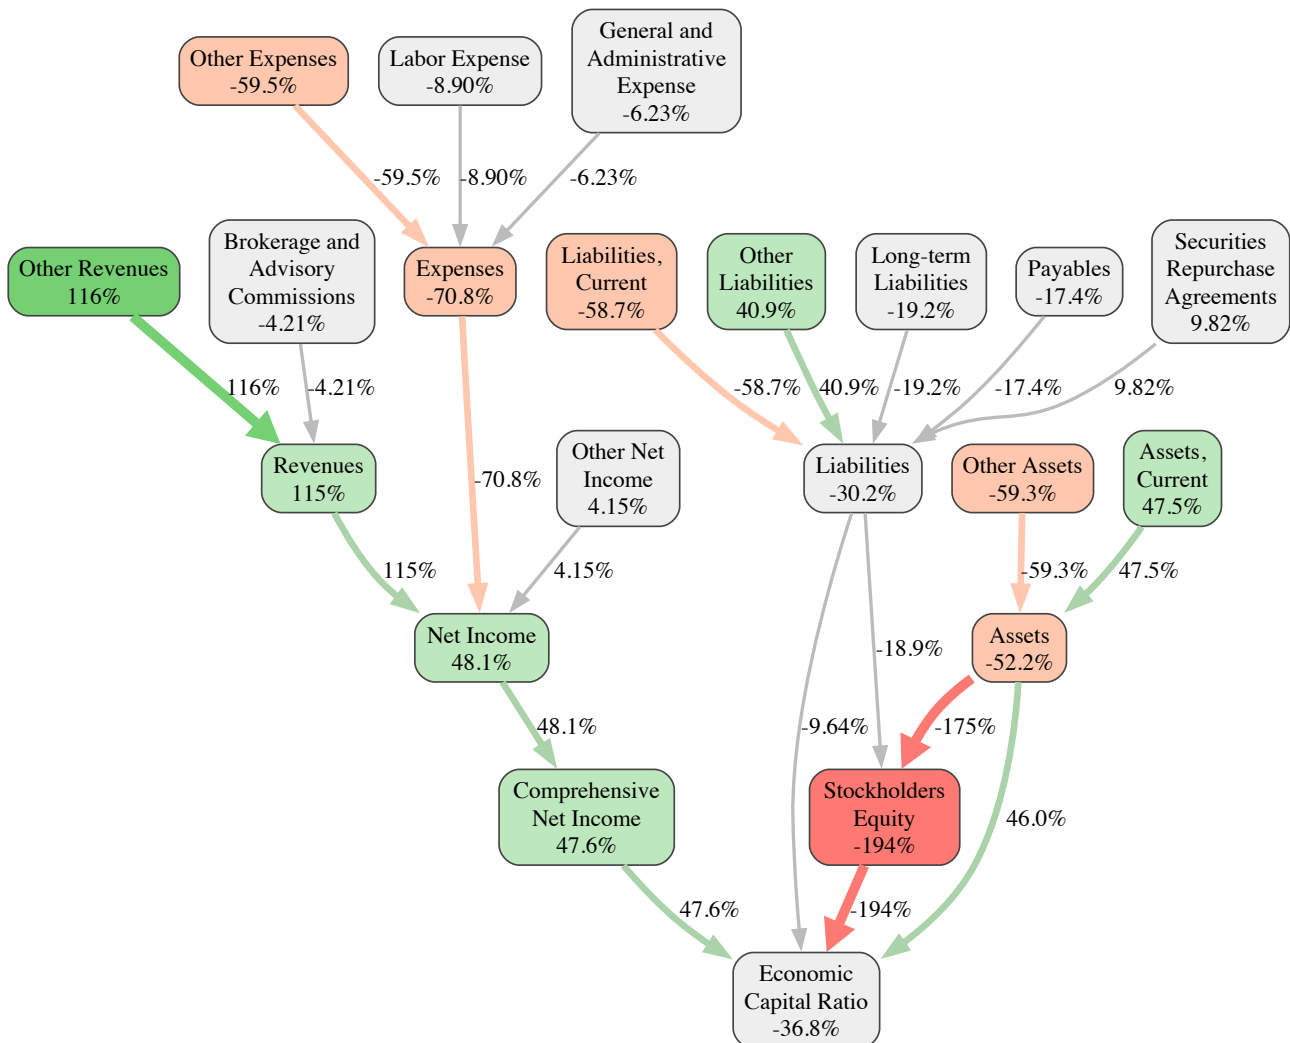 Other Expenses
-59.5%
Labor Expense
-8.90%
General and
Administrative
Expense
-6.23%
-59.5%
-8.90%
-6.23%
Other Revenues
116%
Brokerage and
Advisory
Commissions
-4.21%
Expenses
-70.8%
Liabilities,
Current
-58.7%
Other
Liabilities
40.9%
Long-term
Liabilities
-19.2%
Payables
-17.4%
Securities
Repurchase
Agreements
9.82%
116%
-4.21%
-58.7%
40.9%
-19.2%
-17.4%
9.82%
Revenues
115%
-70.8%
Other Net
Income
4.15%
Liabilities
-30.2%
Other Assets
-59.3%
Assets,
Current
47.5%
115%
4.15%
-59.3%
47.5%
Net Income
48.1%
-18.9%
Assets
-52.2%
48.1%
-9.64%
-175%
Comprehensive
Net Income
47.6%
Stockholders
Equity
-194%
46.0%
47.6%
-194%
Economic
Capital Ratio
-36.8%